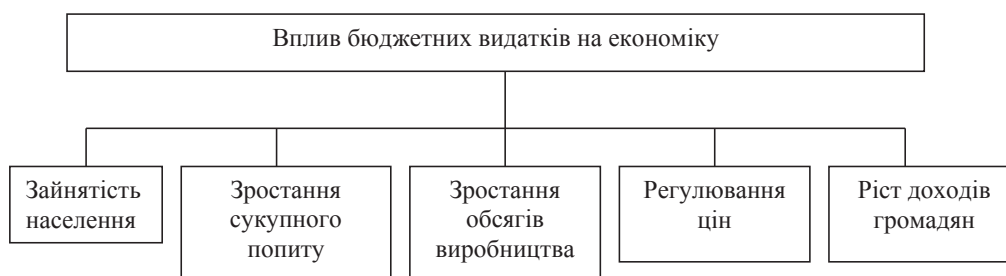 Вплив бюджетних видатків на економіку
Зайнятість
населення
Зростання
сукупного
попиту
Зростання
обсягів
виробництва
Регулювання
цін
Ріст доходів
громадян